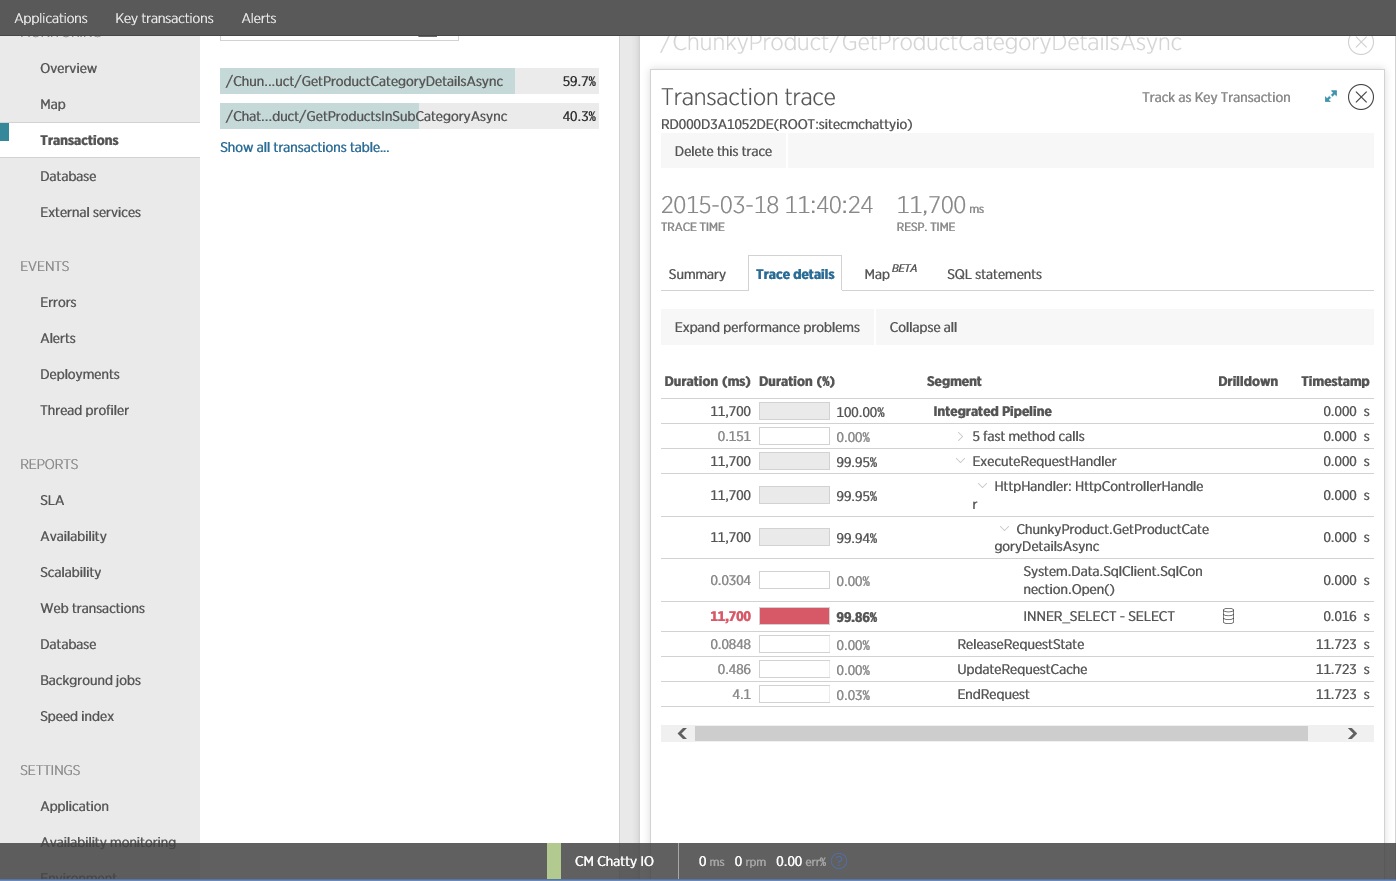 Applications Key transactions Alerts
MONITORING
Overview
Map
Transactions
Database
External services
EVENTS
Errors
Alerts
Deployments
Thread profiler
REPORTS
SLA
Availability
Scalability
Web transactions
Database
Background jobs
Speed index
SETTINGS
Application
Availability monitoring
Environment
/Chun...uct/GetProductCategoryDetailsAsync 59.7%
/Chat...duct/GetProductsInSubCategoryAsync 40.3%
Show all transactions table...
/ChunkyProduct/GetProductCategoryDetailsAsync
Transaction trace Track as Key Transaction
RD000D3A1052DE(ROOT:sitecmchattyio)
Delete this trace
2015-03-18 11:40:24 11,700 ms
TRACE TIME RESP. TIME
Summary Trace details Map BETA SQL statements
Expand performance problems Collapse all
Duration (ms) Duration (%) Segment Drilldown Timestamp
11,700 100.00% Integrated Pipeline 0.000 s
0.151 0.00% 5 fast method calls 0.000 s
11,700 99.95% ExecuteRequestHandler 0.000 s
11,700 99.95% HttpHandler: HttpControllerHandle
r 0.000 s
11,700 99.94% ChunkyProduct.GetProductCate
goryDetailsAsync 0.000 s
0.0304 0.00% System.Data.SqlClient.SqlCon
nection.Open() 0.000 s
11,700 99.86% INNER_SELECT - SELECT 0.016 s
0.0848 0.00% ReleaseRequestState 11.723 s
0.486 0.00% UpdateRequestCache 11.723 s
4.1 0.03% EndRequest 11.723 s
CM Chatty IO 0 ms 0 rpm 0.00 err% ?